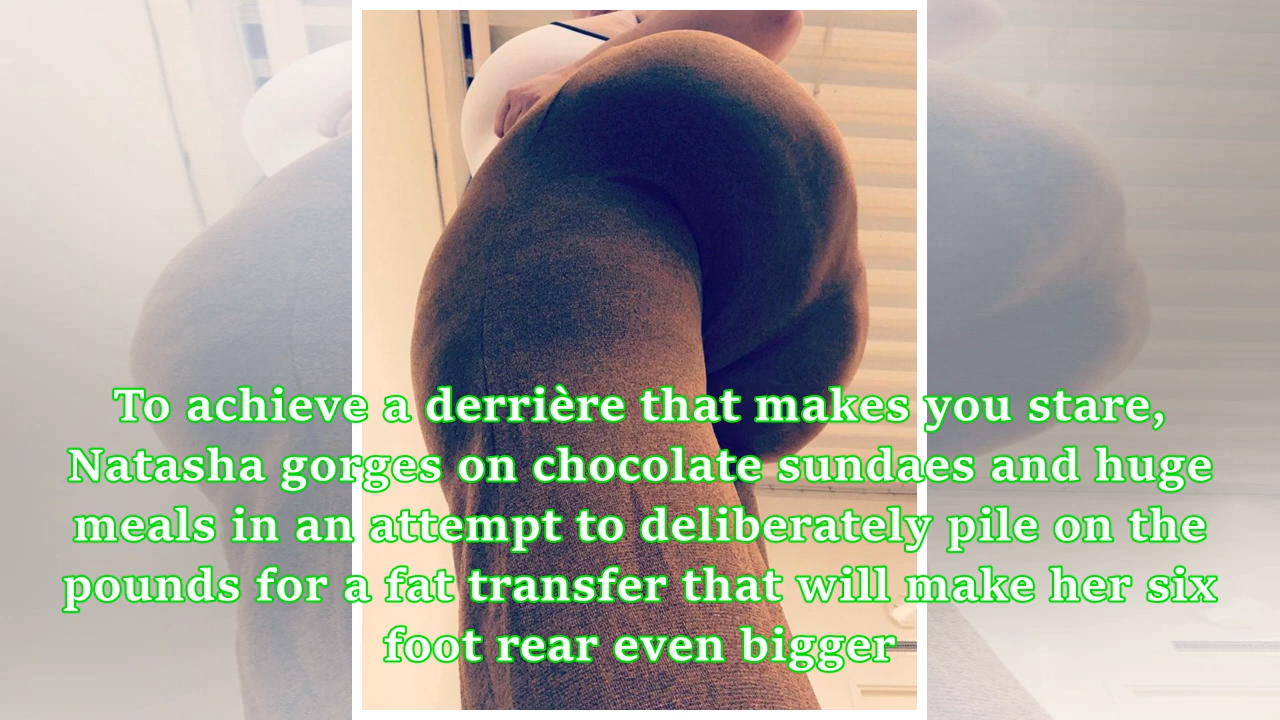 To achieve a derrière that makes you stare,
Natasha gorges on chocolate sundaes and huge
meals in an attempt to deliberately pile on the
pounds for a fat transfer that will make her six
foot rear even bigger